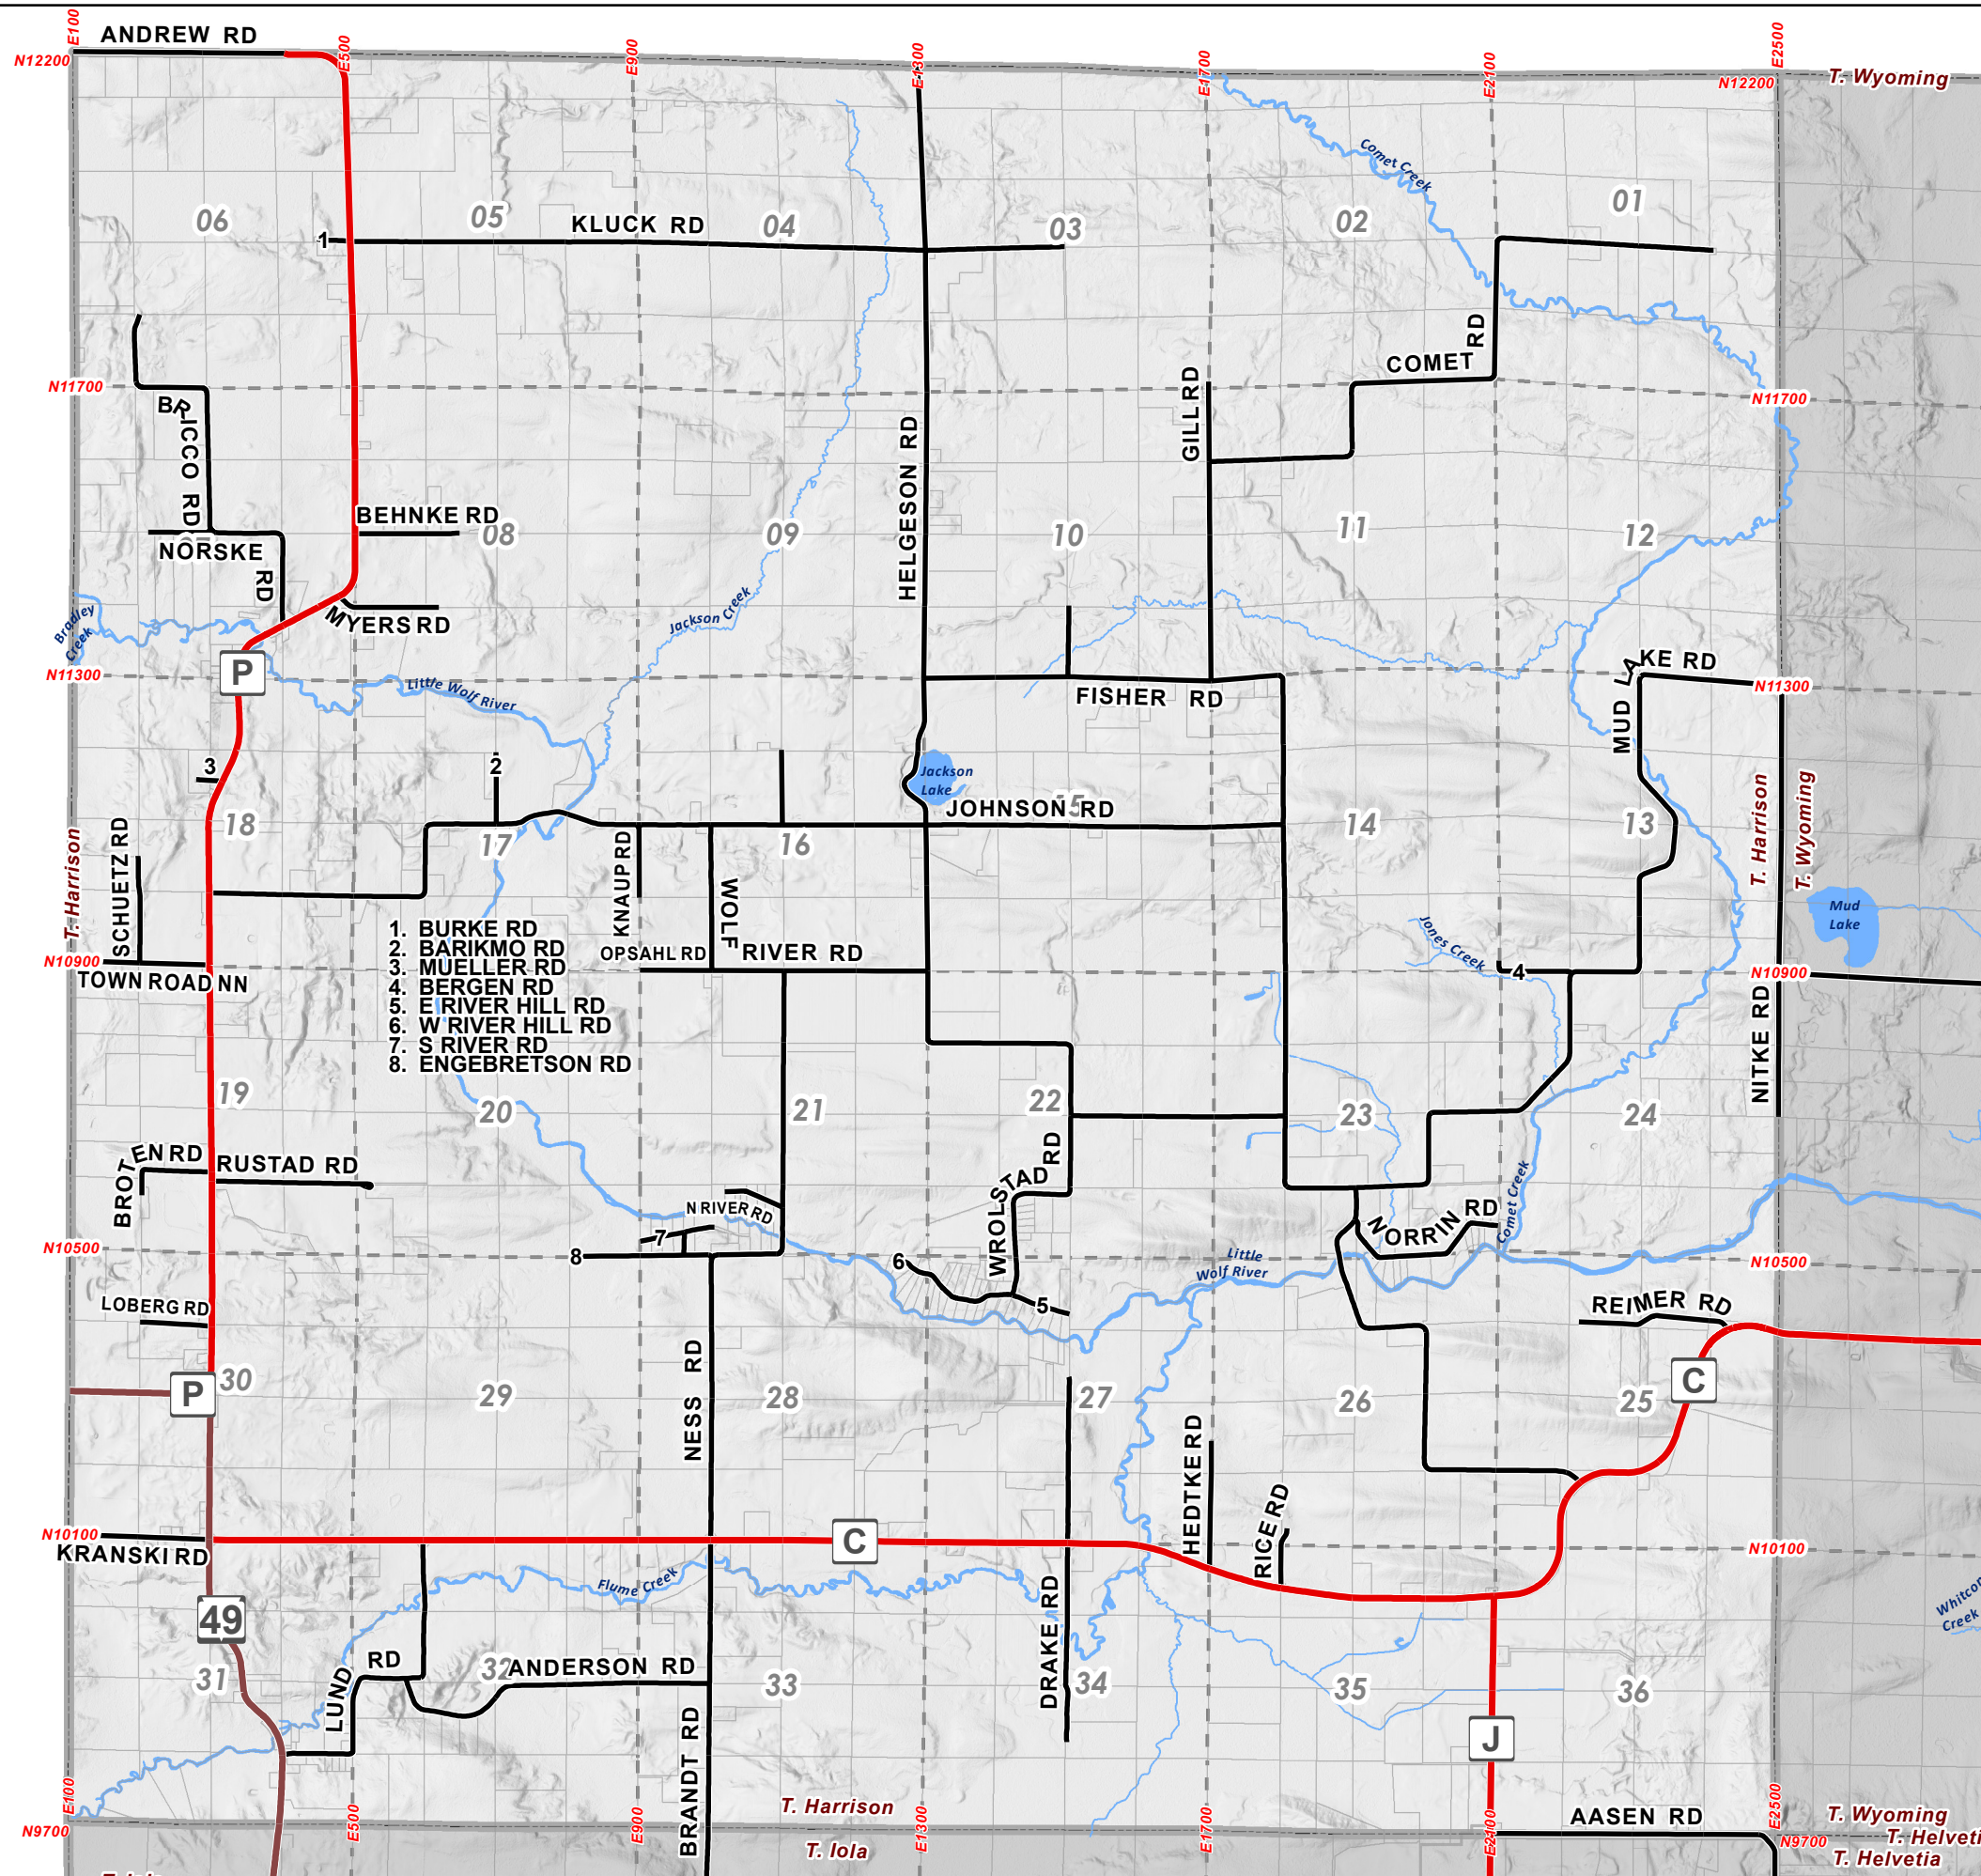 E100
ANDREW RD
N12200
E500
E900
E1300
E1700
E2100
E2500
N12200
T. Wyoming
Comet Creek
06
05
04
03
02
01
1
KLUCK RD
COMET RD
N11700
N11700
BRICCO RD
GILL RD
HELGESON RD
BEHNKE RD
08
09
10
11
12
NORSKE RD
MYERS RD
Bradley Creek
Jackson Creek
P
N11300
Little Wolf River
FISHER RD
MUD LAKE RD
N11300
3
2
Jackson Lake
JOHNSON RD
15
18
17
16
14
13
T. Harrison
T. Harrison
T. Wyoming
SCHUETZ RD
KNAUP RD
WOLF RIVER RD
OPSAHL RD
Mud Lake
Jones Creek
4
N10900
TOWN ROAD NN
N10900
NITKE RD
1. BURKE RD
2. BARIKMO RD
3. MUELLER RD
4. BERGEN RD
5. E RIVER HILL RD
6. W RIVER HILL RD
7. S RIVER RD
8. ENGEBRETSON RD
19
20
21
22
23
24
BROTEN RD
RUSTAD RD
N RIVER RD
WROLSTAD RD
NORRIN RD
Comet Creek
7
8
6
5
N10500
Little
Wolf River
N10500
LOBERG RD
REIMER RD
P
30
29
28
27
26
25
C
NESS RD
HEDTKE RD
RICE RD
N10100
KRANSKI RD
C
N10100
Flume Creek
49
DRAKE RD
31
LUND RD
32
ANDERSON RD
33
34
35
36
BRANDT RD
J
E100
E500
E900
E1300
E1700
E2100
E2500
N9700
T. Harrison
T. Iola
AASEN RD
T. Wyoming
N9700
T. Helvetia